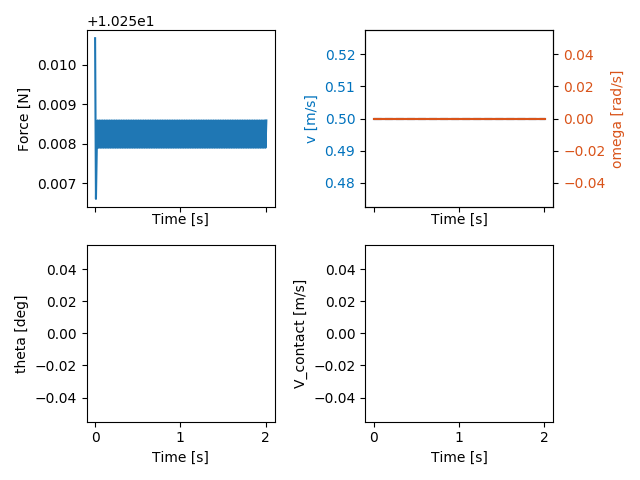 +1.025e1
0.010
0.009
0.008
0.007
Force [N]
Time [s]
0.52
0.51
0.50
0.49
0.48
v [m/s]
0.04
0.02
0.00
−0.02
−0.04
omega [rad/s]
Time [s]
0.04
0.02
0.00
−0.02
−0.04
theta [deg]
0 1 2
Time [s]
0.04
0.02
0.00
−0.02
−0.04
V_contact [m/s]
0 1 2
Time [s]